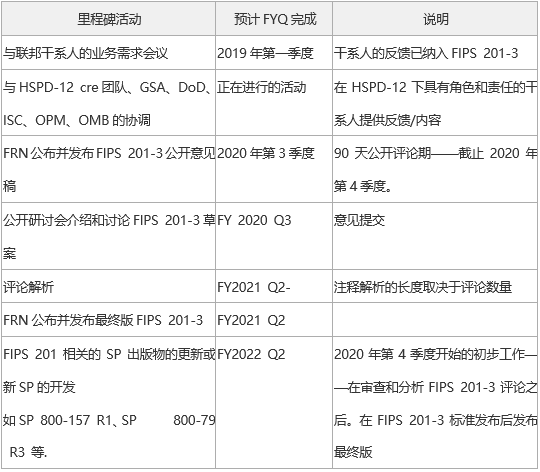 里程碑活动 预计 FYQ 完成 说明
与联邦干系人的业务需求会议 2019 年第一季度 干系人的反馈已纳入 FIPS 201-3
与 HSPD-12 cre 团队、GSA、DoD、 正在进行的活动 在 HSPD-12 下具有角色和责任的干
ISC、OPM、OMB 的协调 系人提供反馈/内容
FRN 公布并发布 FIPS 201-3 公开意见 2020 年第 3 季度 90 天公开评论期——截止 2020 年
稿 第 4 季度。
公开研讨会介绍和讨论 FIPS 201-3 草 FY 2020 Q3 意见提交
案
评论解析 FY2021 Q2- 注释解析的长度取决于评论数量
FRN 公布并发布最终版 FIPS 201-3 FY2021 Q2
FIPS 201 相关的 SP 出版物的更新或 FY2022 Q2 2020 年第 4 季度开始的初步工作—
新 SP 的开发 —在审查和分析 FIPS 201-3 评论之
如 SP 800-157 R1、SP 800-79 后。在 FIPS 201-3 标准发布后发布
R3 等. 最终版